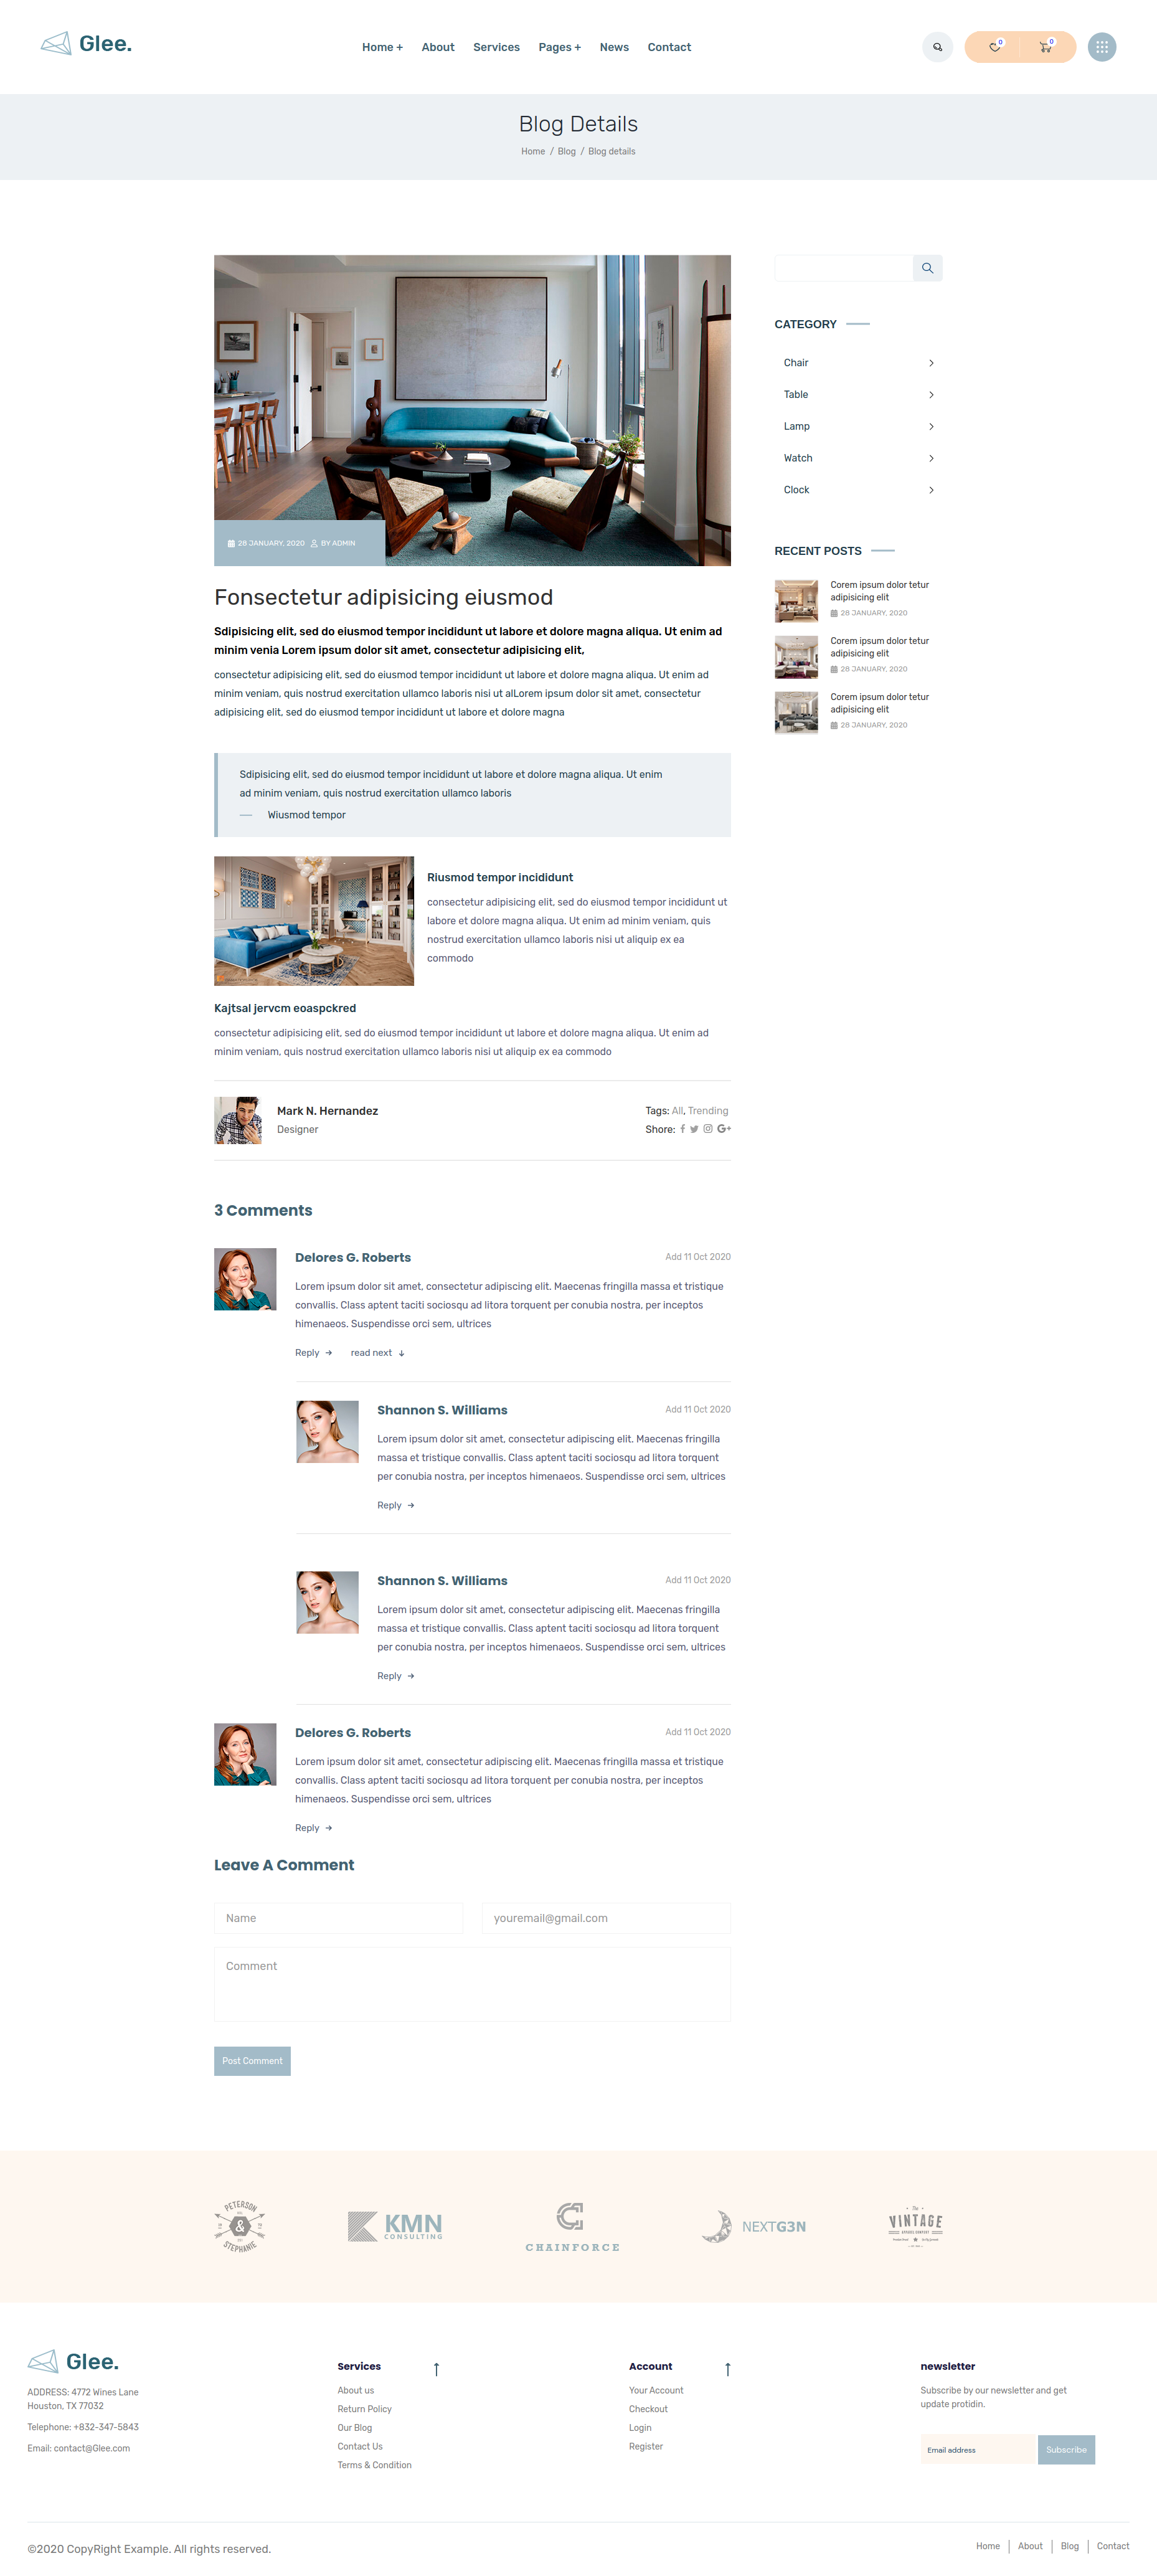 Glee.
Home +
About
Services
Pages +
News
Contact
0
0
Blog Details
Home / Blog / Blog details
28 JANUARY, 2020 BY ADMIN
Fonsectetur adipisicing eiusmod
Sdipisicing elit, sed do eiusmod tempor incididunt ut labore et dolore magna aliqua. Ut enim ad
minim venia Lorem ipsum dolor sit amet, consectetur adipisicing elit,
consectetur adipisicing elit, sed do eiusmod tempor incididunt ut labore et dolore magna aliqua. Ut enim ad
minim veniam, quis nostrud exercitation ullamco laboris nisi ut alLorem ipsum dolor sit amet, consectetur
adipisicing elit, sed do eiusmod tempor incididunt ut labore et dolore magna
Sdipisicing elit, sed do eiusmod tempor incididunt ut labore et dolore magna aliqua. Ut enim
ad minim veniam, quis nostrud exercitation ullamco laboris
Wiusmod tempor
Riusmod tempor incididunt
consectetur adipisicing elit, sed do eiusmod tempor incididunt ut
labore et dolore magna aliqua. Ut enim ad minim veniam, quis
nostrud exercitation ullamco laboris nisi ut aliquip ex ea
commodo
Kajtsal jervcm eoaspckred
consectetur adipisicing elit, sed do eiusmod tempor incididunt ut labore et dolore magna aliqua. Ut enim ad
minim veniam, quis nostrud exercitation ullamco laboris nisi ut aliquip ex ea commodo
Mark N. Hernandez
Designer
Tags: All, Trending
Shore:
3 Comments
Delores G. Roberts
Add 11 Oct 2020
Lorem ipsum dolor sit amet, consectetur adipiscing elit. Maecenas fringilla massa et tristique
convallis. Class aptent taciti sociosqu ad litora torquent per conubia nostra, per inceptos
himenaeos. Suspendisse orci sem, ultrices
Reply
read next
Shannon S. Williams
Add 11 Oct 2020
Lorem ipsum dolor sit amet, consectetur adipiscing elit. Maecenas fringilla
massa et tristique convallis. Class aptent taciti sociosqu ad litora torquent
per conubia nostra, per inceptos himenaeos. Suspendisse orci sem, ultrices
Reply
Shannon S. Williams
Add 11 Oct 2020
Lorem ipsum dolor sit amet, consectetur adipiscing elit. Maecenas fringilla
massa et tristique convallis. Class aptent taciti sociosqu ad litora torquent
per conubia nostra, per inceptos himenaeos. Suspendisse orci sem, ultrices
Reply
Delores G. Roberts
Add 11 Oct 2020
Lorem ipsum dolor sit amet, consectetur adipiscing elit. Maecenas fringilla massa et tristique
convallis. Class aptent taciti sociosqu ad litora torquent per conubia nostra, per inceptos
himenaeos. Suspendisse orci sem, ultrices
Reply
Leave A Comment
Name
youremail@gmail.com
Comment
Post Comment
CATEGORY
Chair
Table
Lamp
Watch
Clock
RECENT POSTS
Corem ipsum dolor tetur
adipisicing elit
28 JANUARY, 2020
Corem ipsum dolor tetur
adipisicing elit
28 JANUARY, 2020
Corem ipsum dolor tetur
adipisicing elit
28 JANUARY, 2020
PETERSON
&
STEPHANIE
KMN
CONSULTING
CHAINFORCE
NEXTG3N
The
VINTAGE
Glee.
ADDRESS: 4772 Wines Lane
Houston, TX 77032
Telephone: +832-347-5843
Email: contact@Glee.com
Services
About us
Return Policy
Our Blog
Contact Us
Terms & Condition
Account
Your Account
Checkout
Login
Register
newsletter
Subscribe by our newsletter and get
update protidin.
Email address
Subscribe
©2020 CopyRight Example. All rights reserved.
Home
About
Blog
Contact